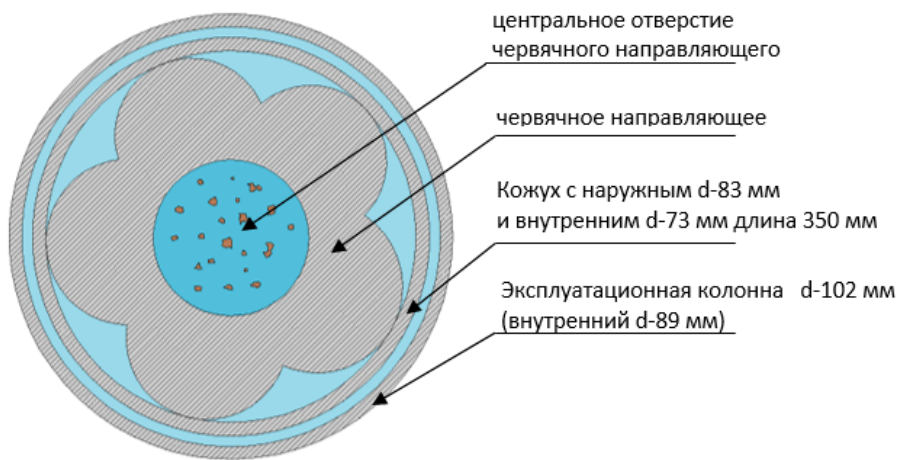 центральное отверстие
червячного направляющего
червячное направляющее
Кожух с наружным d-83 мм
и внутренним d-73 мм длина 350 мм
Эксплуатационная колонна d-102 мм
(внутренний d-89 мм)